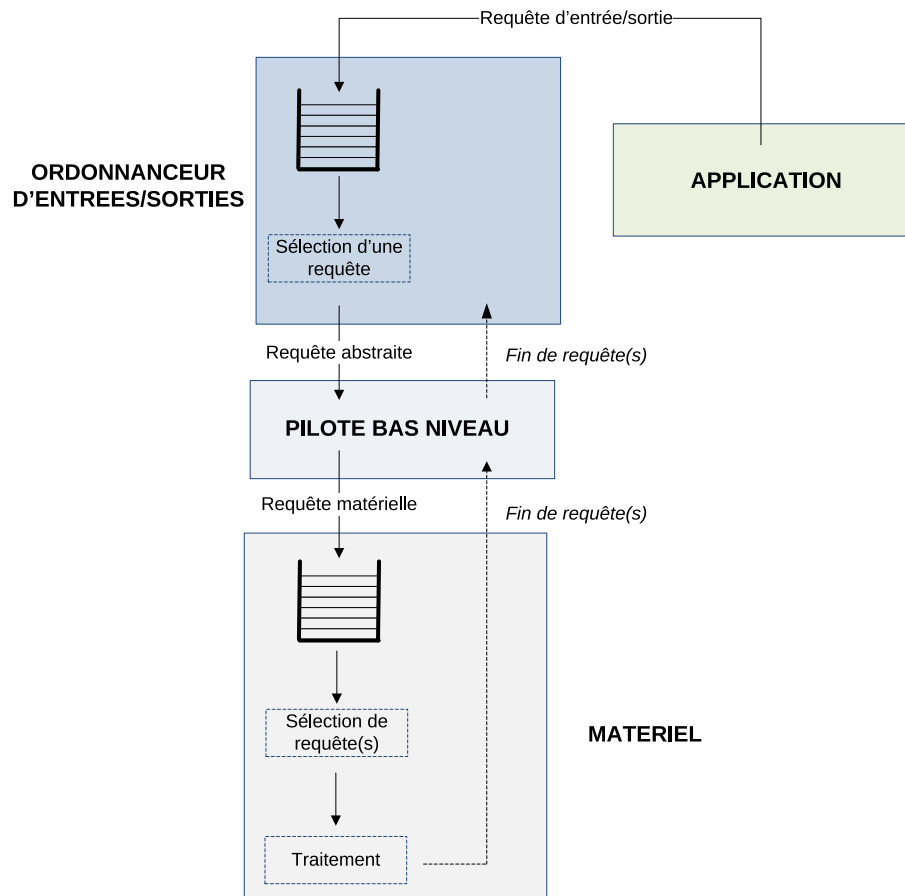 Requête d’entrée/sortie
ORDONNANCEUR
D’ENTREES/SORTIES
APPLICATION
Sélection d’une
requête
Requête abstraite
Fin de requête(s)
PILOTE BAS NIVEAU
Requête matérielle
Fin de requête(s)
Sélection de
requête(s)
MATERIEL
Traitement